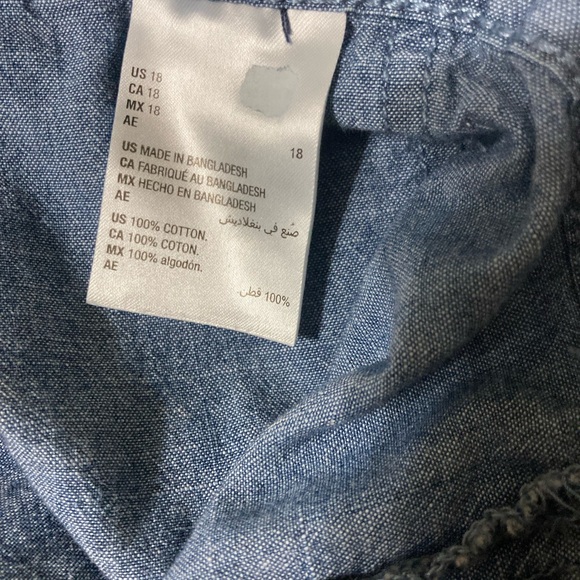 US 18
CA 18
MX 18
AE 18
US MADE IN BANGLADESH
CA FABRIQUÉ AU BANGLADESH
MX HECHO EN BANGLADESH
AE صُنع في بنغلاديش
US 100% COTTON.
CA 100% COTON.
MX 100% algodón.
AE 100% قطن.